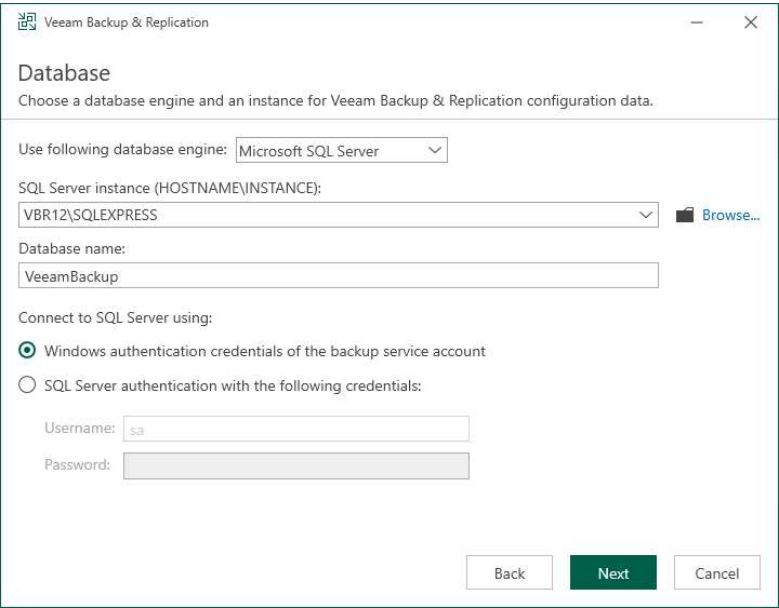 Veeam Backup & Replication
Database
Choose a database engine and an instance for Veeam Backup & Replication configuration data.
Use following database engine: Microsoft SQL Server
SQL Server instance (HOSTNAME\INSTANCE):
VBR12\SQLEXPRESS Browse...
Database name:
VeeamBackup
Connect to SQL Server using:
Windows authentication credentials of the backup service account
SQL Server authentication with the following credentials:
Username: sa
Password:
Back Next Cancel